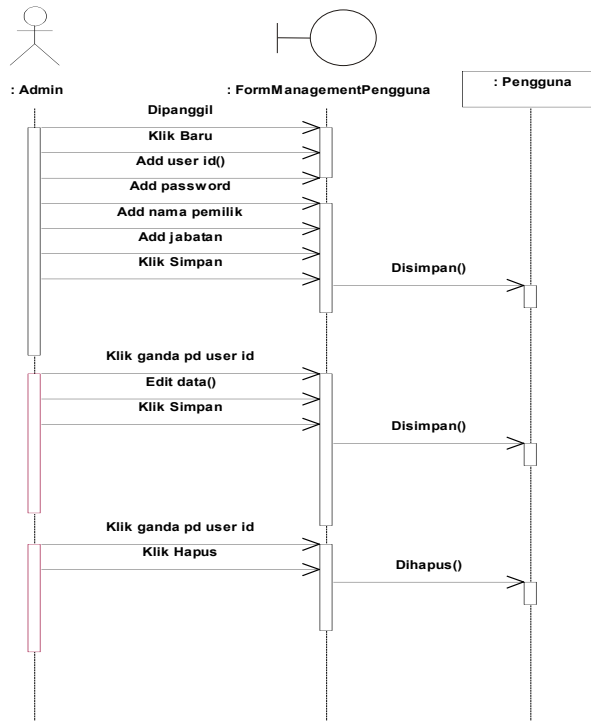 : Admin
: FormManagementPengguna
: Pengguna
Dipanggil
Klik Baru
Add user id()
Add password
Add nama pemilik
Add jabatan
Klik Simpan
Disimpan()
Klik ganda pd user id
Edit data()
Klik Simpan
Disimpan()
Klik ganda pd user id
Klik Hapus
Dihapus()